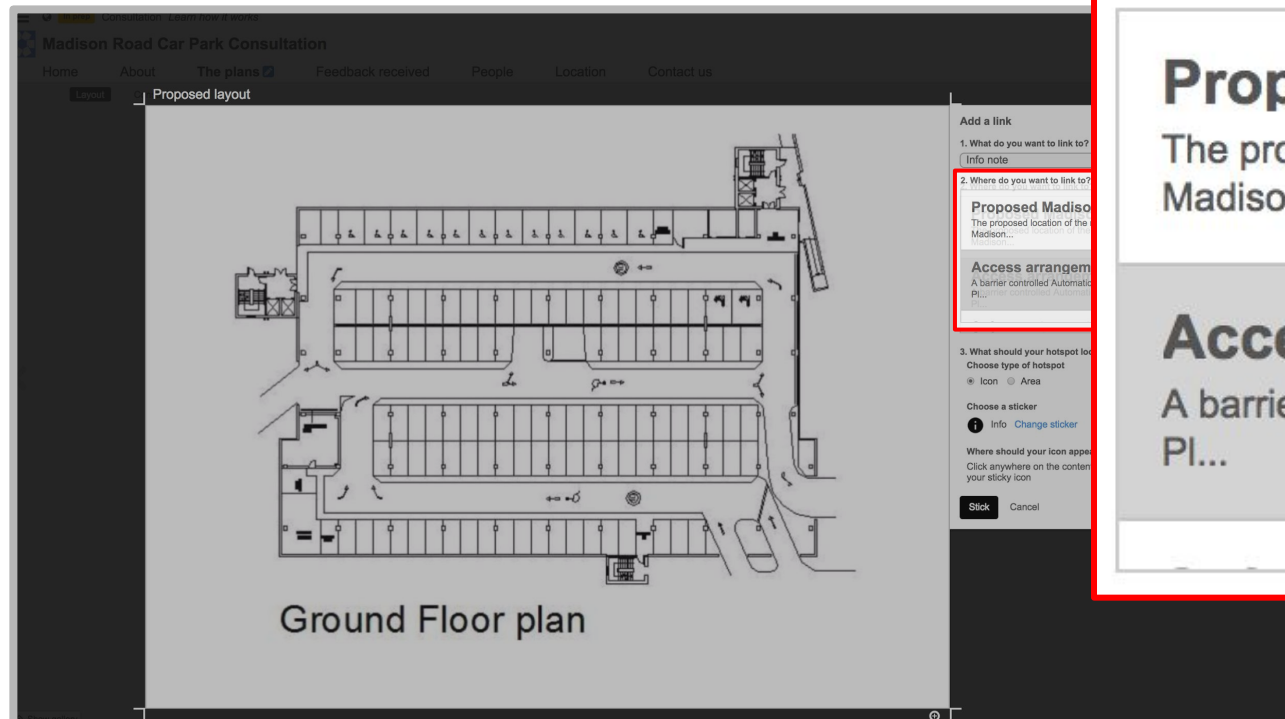 Consultation Learn how it works
Madison Road Car Park Consultation
Home About The plans Feedback received People Location Contact us
Layout
Proposed layout
Ground Floor plan
Add a link
1. What do you want to link to?
Info note
2. Where do you want to link to?
Proposed Madiso
The proposed location of the
Madison...
Access arrangem
A barrier controlled Automatic
Pl...
3. What should your hotspot loo
Choose type of hotspot
Icon Area
Choose a sticker
Info Change sticker
Where should your icon appea
Click anywhere on the conten
your sticky icon
Stick Cancel
Prop
The pro
Madiso
Acce
A barrie
Pl...